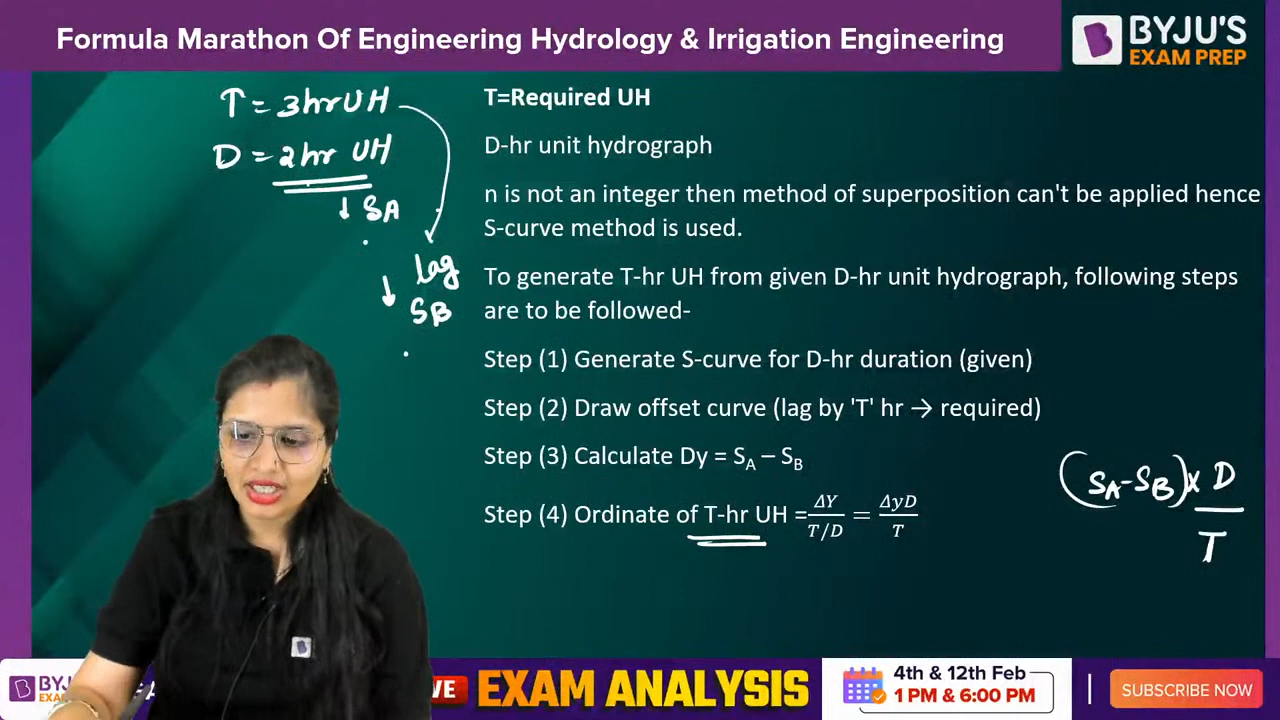 Formula Marathon Of Engineering Hydrology & Irrigation Engineering
BYJU'S
EXAM PREP
T = 3hr UH
D = 2hr UH
↓ SA
lag
↓
SB
T=Required UH
D-hr unit hydrograph
n is not an integer then method of superposition can't be applied hence
S-curve method is used.
To generate T-hr UH from given D-hr unit hydrograph, following steps
are to be followed-
Step (1) Generate S-curve for D-hr duration (given)
Step (2) Draw offset curve (lag by 'T' hr → required)
Step (3) Calculate Dy = S_A – S_B
Step (4) Ordinate of T-hr UH = ΔY / T/D = ΔyD / T
(SA-SB) x D
T
BYJU'S
EXAM
VE
EXAM ANALYSIS
4th & 12th Feb
1 PM & 6:00 PM
SUBSCRIBE NOW